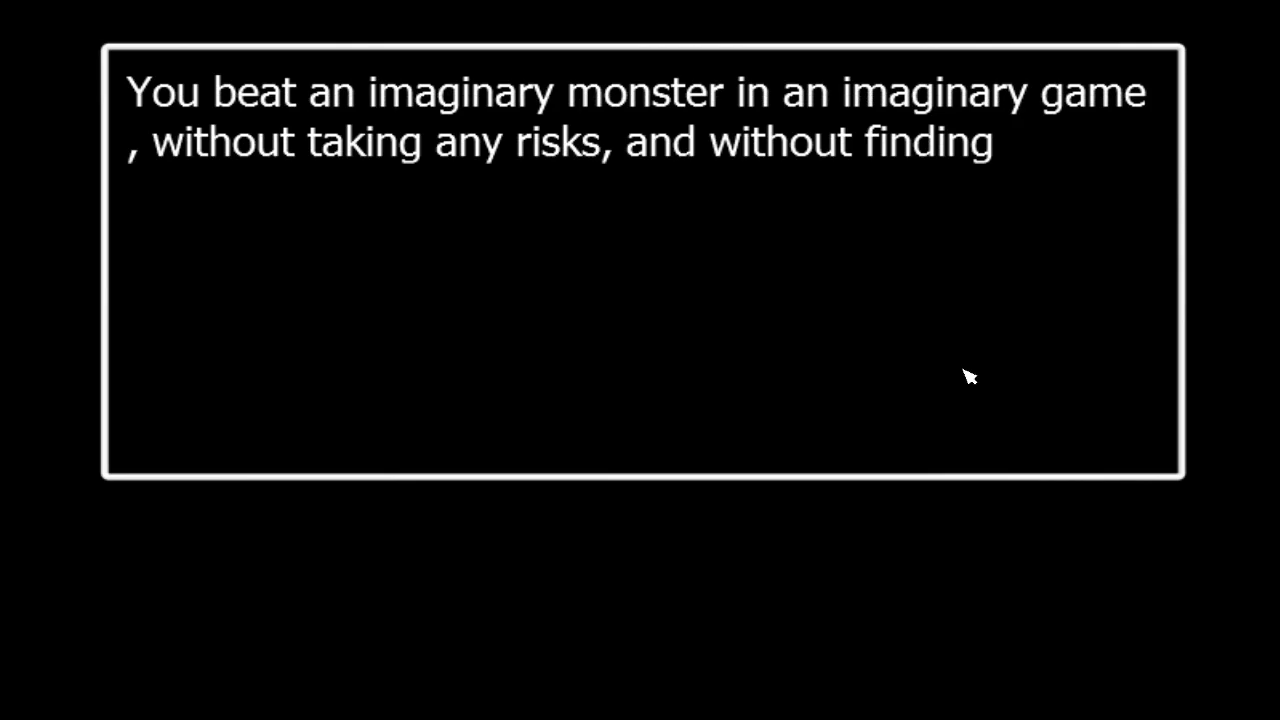 You beat an imaginary monster in an imaginary game
, without taking any risks, and without finding